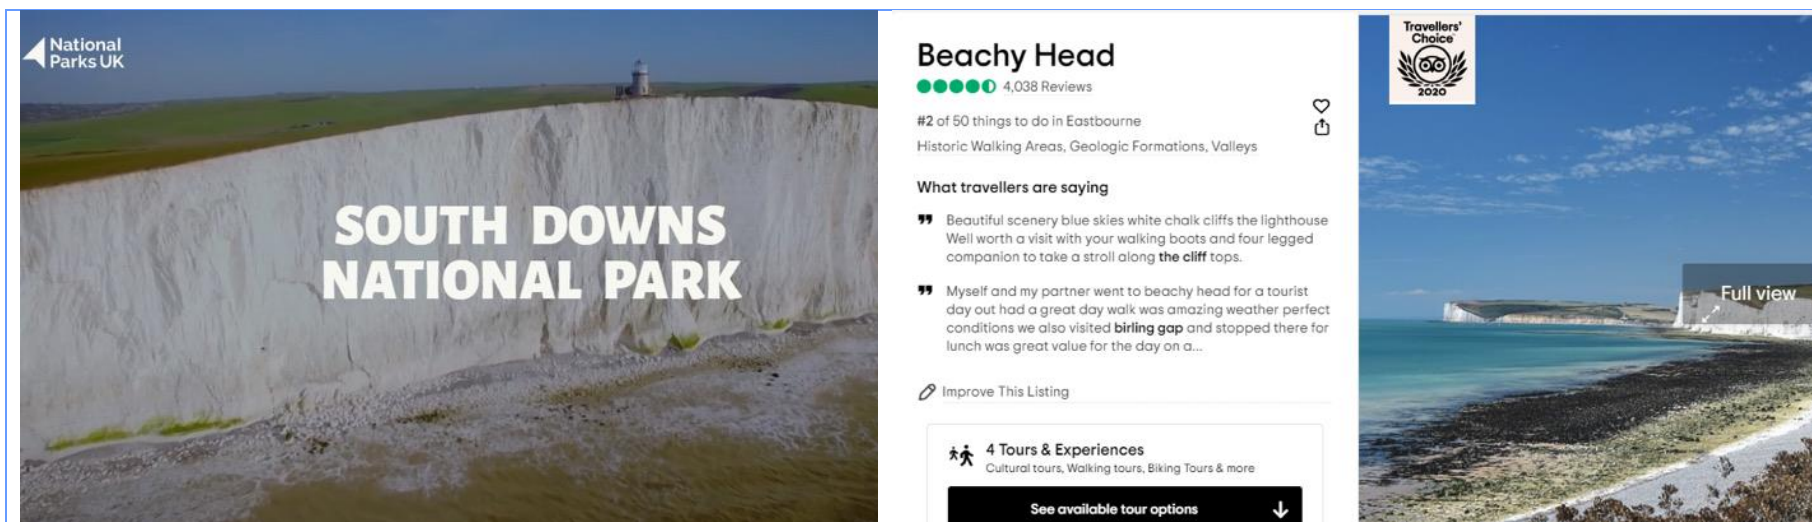 National
Parks UK
SOUTH DOWNS
NATIONAL PARK
Beachy Head
4,038 Reviews
#2 of 50 things to do in Eastbourne
Historic Walking Areas, Geologic Formations, Valleys
What travellers are saying
Beautiful scenery blue skies white chalk cliffs the lighthouse
Well worth a visit with your walking boots and four legged
companion to take a stroll along the cliff tops.
Myself and my partner went to beachy head for a tourist
day out had a great day walk was amazing weather perfect
conditions we also visited birling gap and stopped there for
lunch was great value for the day on a...
Improve This Listing
4 Tours & Experiences
Cultural tours, Walking tours, Biking Tours & more
See available tour options
Travellers'
Choice
2020
Full view